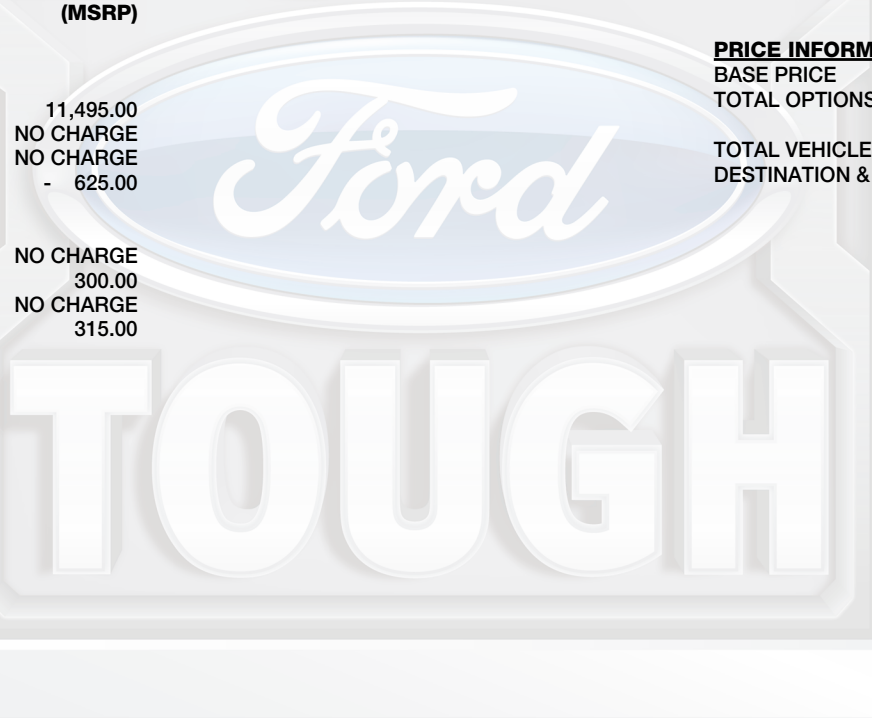 (MSRP)
11,495.00
NO CHARGE
NO CHARGE
- 625.00
NO CHARGE
300.00
NO CHARGE
315.00
PRICE INFORM
BASE PRICE
TOTAL OPTIONS
TOTAL VEHICLE
DESTINATION &
Ford
TOUGH